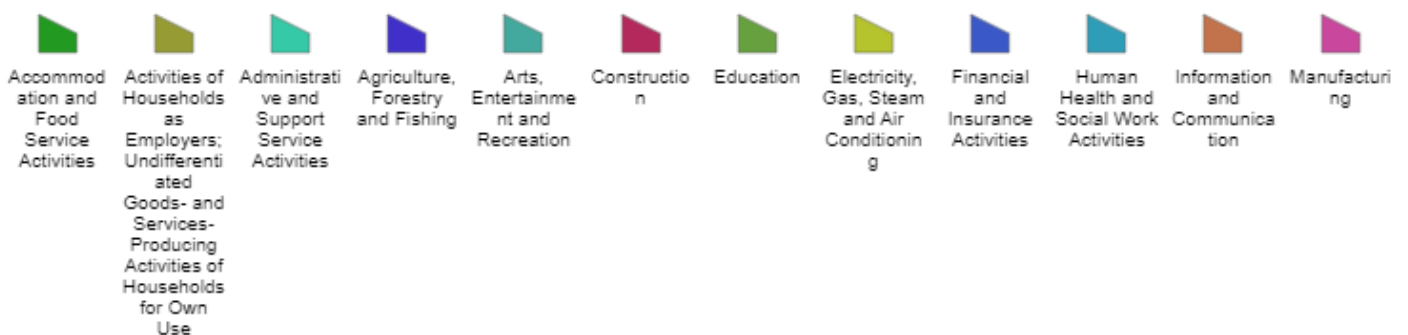 Accommod
ation and
Food
Service
Activities
Activities of
Households
as
Employers;
Undifferenti
ated
Goods- and
Services-
Producing
Activities of
Households
for Own
Use
Administrati
ve and
Support
Service
Activities
Agriculture,
Forestry
and Fishing
Arts,
Entertainme
nt and
Recreation
Constructio
n
Education
Electricity,
Gas, Steam
and Air
Conditionin
g
Financial
and
Insurance
Activities
Human
Health and
Social Work
Activities
Information
and
Communica
tion
Manufacturi
ng